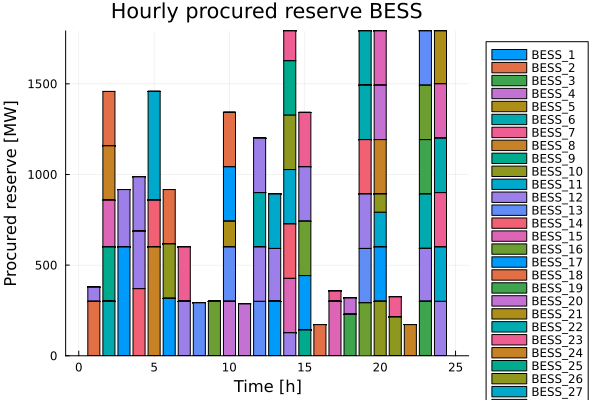 Hourly procured reserve BESS
Procured reserve [MW]
1500
1000
500
0
0
5
10
15
20
25
Time [h]
BESS_1
BESS_2
BESS_3
BESS_4
BESS_5
BESS_6
BESS_7
BESS_8
BESS_9
BESS_10
BESS_11
BESS_12
BESS_13
BESS_14
BESS_15
BESS_16
BESS_17
BESS_18
BESS_19
BESS_20
BESS_21
BESS_22
BESS_23
BESS_24
BESS_25
BESS_26
BESS_27